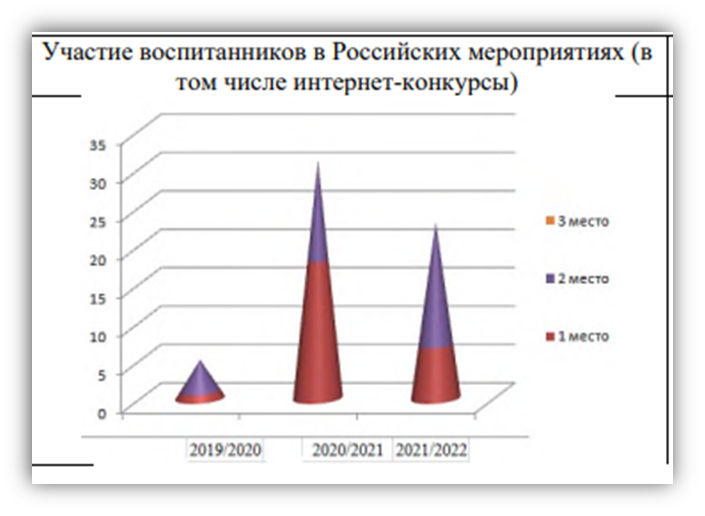 Участие воспитанников в Российских мероприятиях (в
том числе интернет-конкурсы)
35
30
25
20
15
10
5
0
3 место
2 место
1 место
2019/2020 2020/2021 2021/2022